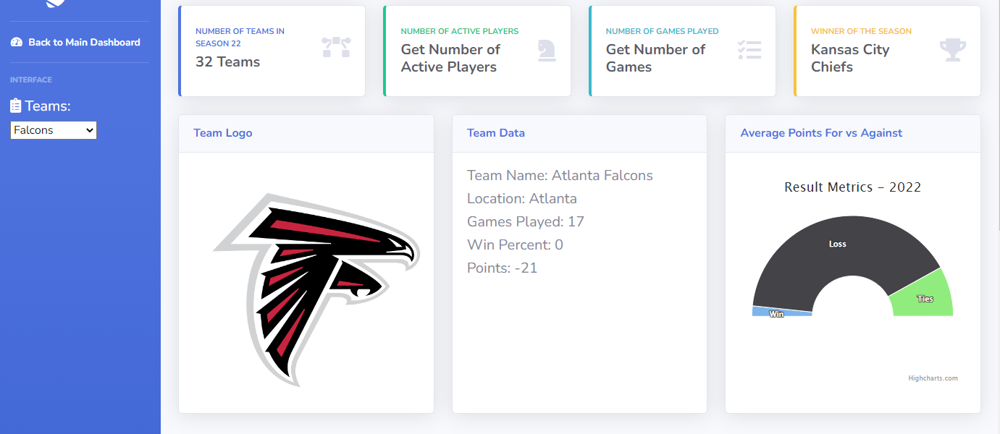 Back to Main Dashboard
INTERFACE
Teams:
Falcons
NUMBER OF TEAMS IN
SEASON 22
32 Teams
NUMBER OF ACTIVE PLAYERS
Get Number of
Active Players
NUMBER OF GAMES PLAYED
Get Number of
Games
WINNER OF THE SEASON
Kansas City
Chiefs
Team Logo
Team Data
Team Name: Atlanta Falcons
Location: Atlanta
Games Played: 17
Win Percent: 0
Points: -21
Average Points For vs Against
Result Metrics - 2022
Loss
Ties
Win
Highcharts.com